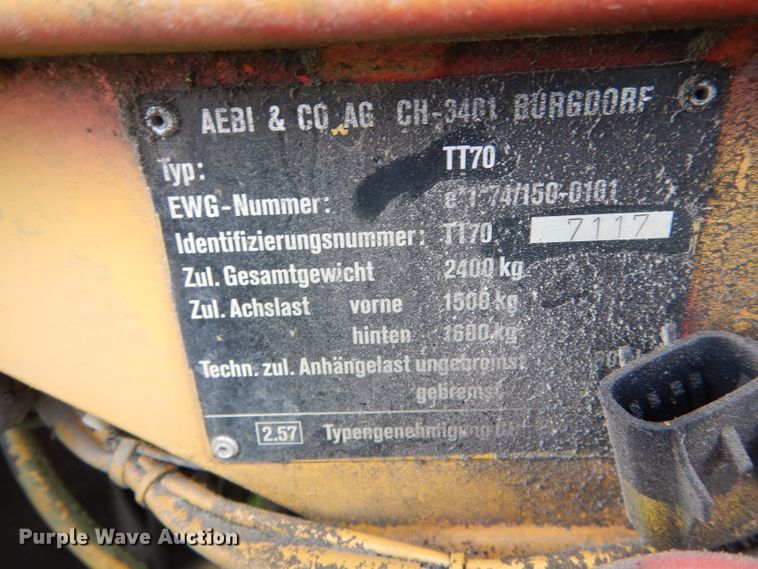 AEBI & CO AG CH-3401 BURGDORF
Typ: TT70
EWG-Nummer: e*1*74/150-0101
Identifizierungsnummer: TT70 7117
Zul. Gesamtgewicht 2400 kg
Zul. Achslast vorne 1500 kg
hinten 1600 kg
Techn. zul. Anhängelast ungebremst
gebremst
2.57 Typengenehmigung
Purple Wave Auction